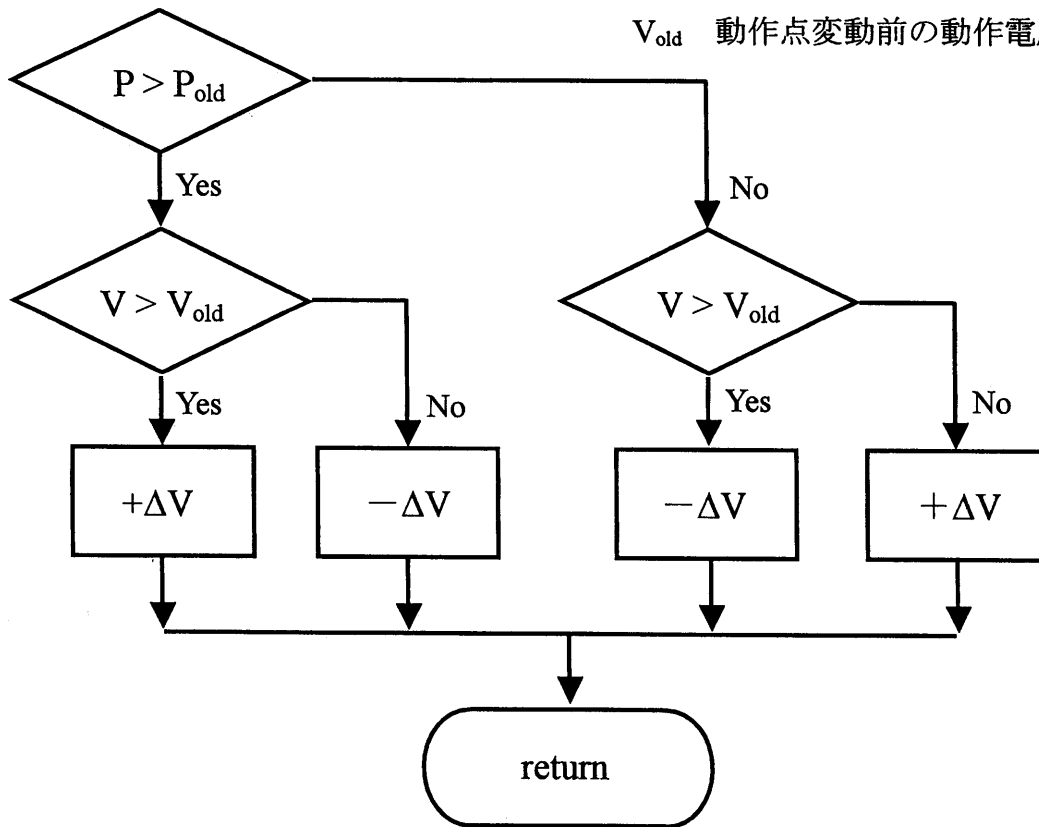 V_old 動作点変動前の動作電
P > P_old
Yes
No
V > V_old
V > V_old
Yes
No
Yes
No
+ΔV
−ΔV
−ΔV
+ΔV
return